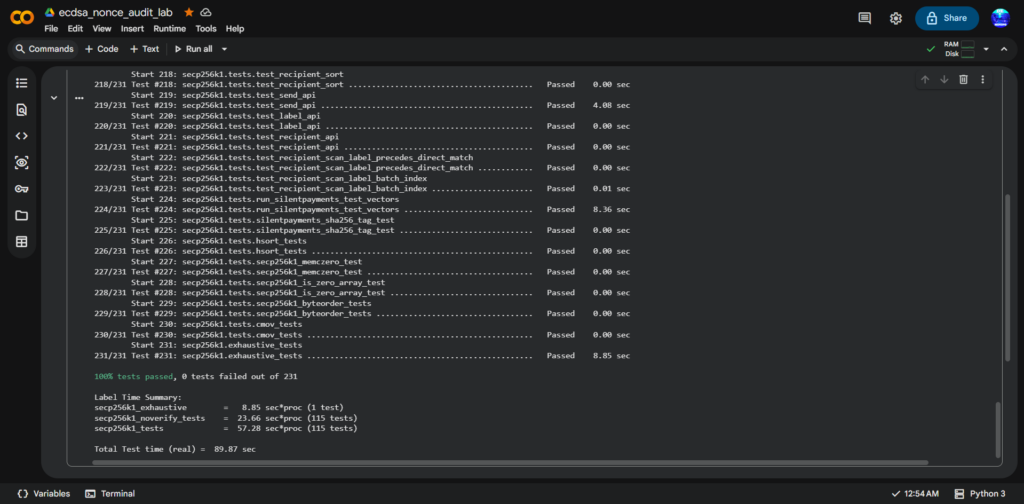 ecdsa_nonce_audit_lab
File Edit View Insert Runtime Tools Help
Share
Commands + Code + Text Run all
RAM
Disk
Start 218: secp256k1.tests.test_recipient_sort
218/231 Test #218: secp256k1.tests.test_recipient_sort ......................................... Passed 0.00 sec
Start 219: secp256k1.tests.test_send_api
219/231 Test #219: secp256k1.tests.test_send_api ............................................... Passed 4.08 sec
Start 220: secp256k1.tests.test_label_api
220/231 Test #220: secp256k1.tests.test_label_api .............................................. Passed 0.00 sec
Start 221: secp256k1.tests.test_recipient_api
221/231 Test #221: secp256k1.tests.test_recipient_api .......................................... Passed 0.00 sec
Start 222: secp256k1.tests.test_recipient_scan_label_precedes_direct_match
222/231 Test #222: secp256k1.tests.test_recipient_scan_label_precedes_direct_match ............ Passed 0.00 sec
Start 223: secp256k1.tests.test_recipient_scan_label_batch_index
223/231 Test #223: secp256k1.tests.test_recipient_scan_label_batch_index ....................... Passed 0.01 sec
Start 224: secp256k1.tests.run_silentpayments_test_vectors
224/231 Test #224: secp256k1.tests.run_silentpayments_test_vectors ............................. Passed 8.36 sec
Start 225: secp256k1.tests.silentpayments_sha256_tag_test
225/231 Test #225: secp256k1.tests.silentpayments_sha256_tag_test .............................. Passed 0.00 sec
Start 226: secp256k1.tests.hsort_tests
226/231 Test #226: secp256k1.tests.hsort_tests ................................................. Passed 0.00 sec
Start 227: secp256k1.tests.secp256k1_memczero_test
227/231 Test #227: secp256k1.tests.secp256k1_memczero_test ..................................... Passed 0.00 sec
Start 228: secp256k1.tests.secp256k1_is_zero_array_test
228/231 Test #228: secp256k1.tests.secp256k1_is_zero_array_test ................................ Passed 0.00 sec
Start 229: secp256k1.tests.secp256k1_byteorder_tests
229/231 Test #229: secp256k1.tests.secp256k1_byteorder_tests ................................... Passed 0.00 sec
Start 230: secp256k1.tests.cmov_tests
230/231 Test #230: secp256k1.tests.cmov_tests .................................................. Passed 0.00 sec
Start 231: secp256k1.exhaustive_tests
231/231 Test #231: secp256k1.exhaustive_tests .................................................. Passed 8.85 sec
100% tests passed, 0 tests failed out of 231
Label Time Summary:
secp256k1_exhaustive = 8.85 sec*proc (1 test)
secp256k1_noverify_tests = 23.66 sec*proc (115 tests)
secp256k1_tests = 57.28 sec*proc (115 tests)
Total Test time (real) = 89.87 sec
Variables Terminal
12:54 AM Python 3